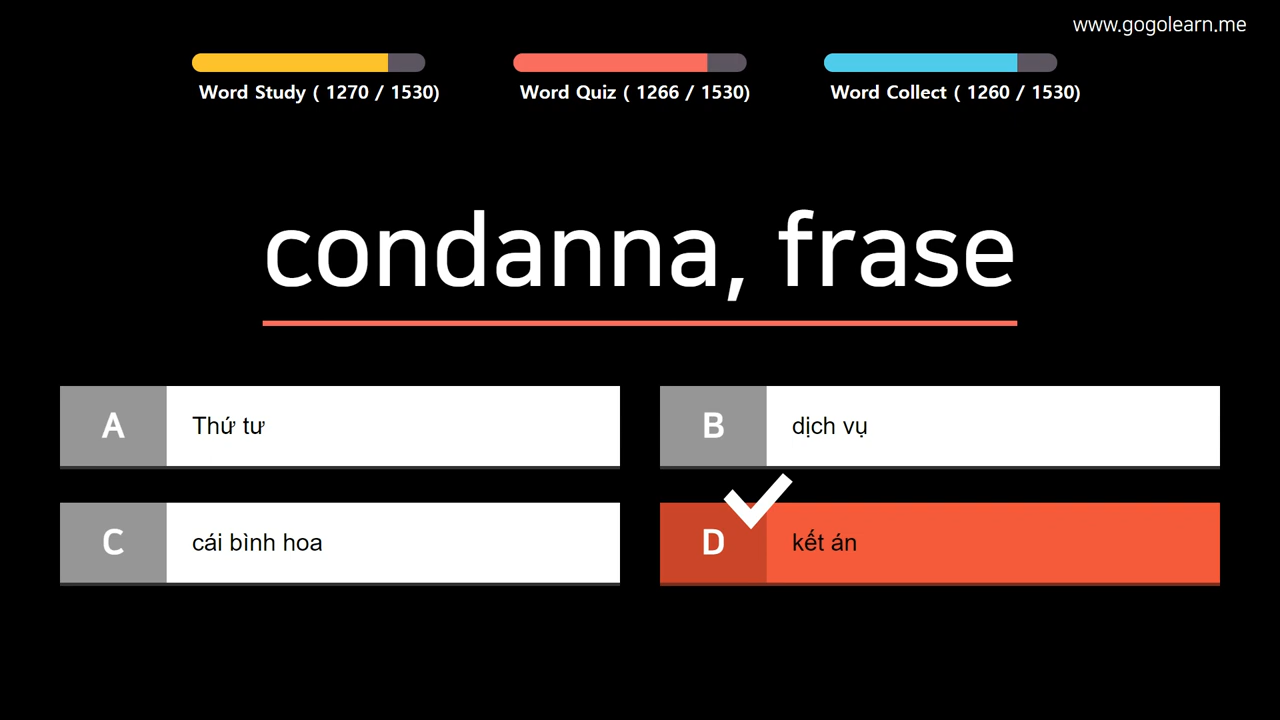 www.gogolearn.me
Word Study ( 1270 / 1530)
Word Quiz ( 1266 / 1530)
Word Collect ( 1260 / 1530)
condanna, frase
A Thứ tư
B dịch vụ
C cái bình hoa
D kết án